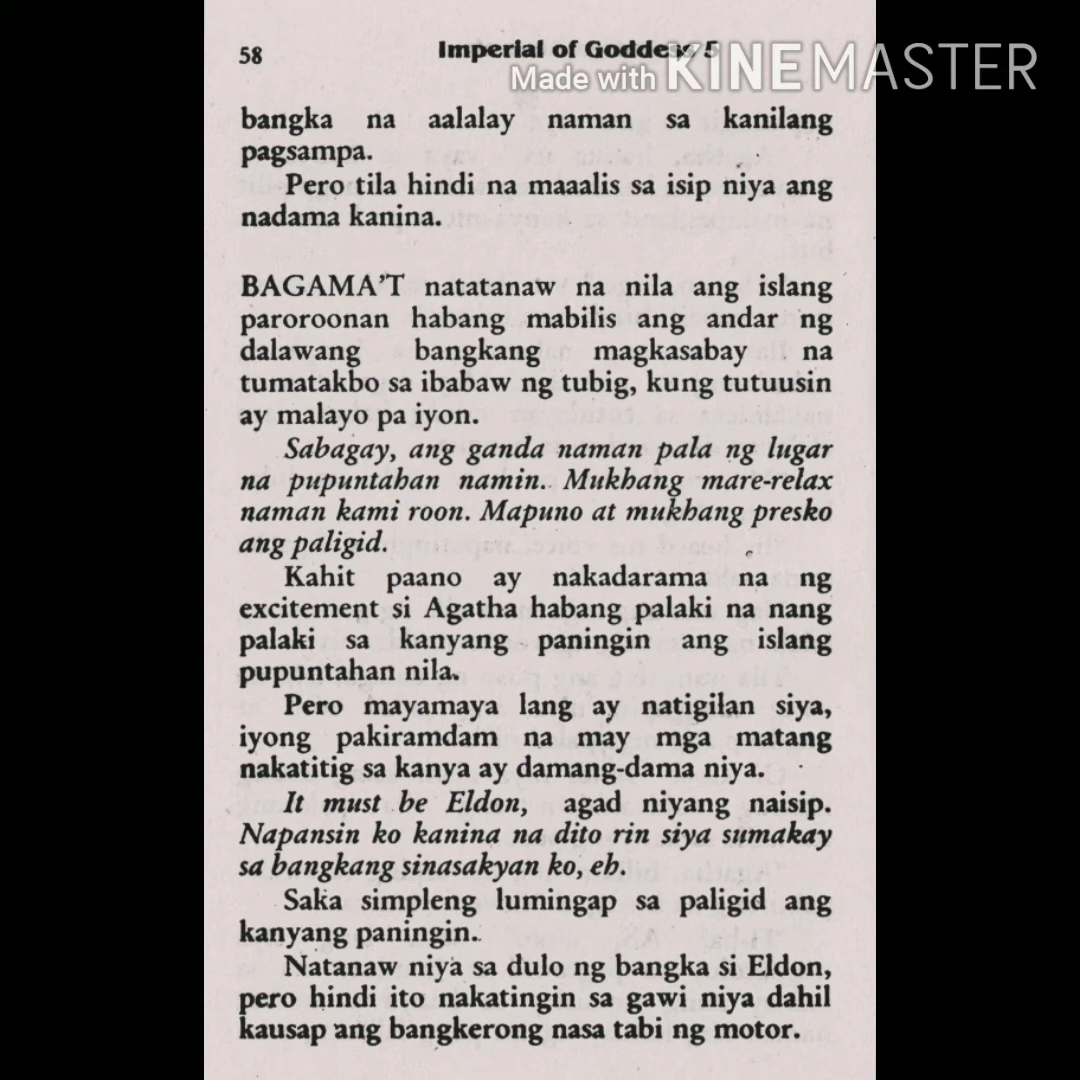 58
Imperial of Goddess 5
Made with KINEMASTER
bangka na aalalay naman sa kanilang
pagsampa.
Pero tila hindi na maaalis sa isip niya ang
nadama kanina.
BAGAMA'T natatanaw na nila ang islang
paroroonan habang mabilis ang andar ng
dalawang bangkang magkasabay na
tumatakbo sa ibabaw ng tubig, kung tutuusin
ay malayo pa iyon.
Sabagay, ang ganda naman pala ng lugar
na pupuntahan namin. Mukhang mare-relax
naman kami roon. Mapuno at mukhang presko
ang paligid.
Kahit paano ay nakadarama na ng
excitement si Agatha habang palaki na nang
palaki sa kanyang paningin ang islang
pupuntahan nila.
Pero mayamaya lang ay natigilan siya,
iyong pakiramdam na may mga matang
nakatitig sa kanya ay damang-dama niya.
It must be Eldon, agad niyang naisip.
Napansin ko kanina na dito rin siya sumakay
sa bangkang sinasakyan ko, eh.
Saka simpleng lumingap sa paligid ang
kanyang paningin.
Natanaw niya sa dulo ng bangka si Eldon,
pero hindi ito nakatingin sa gawi niya dahil
kausap ang bangkerong nasa tabi ng motor.